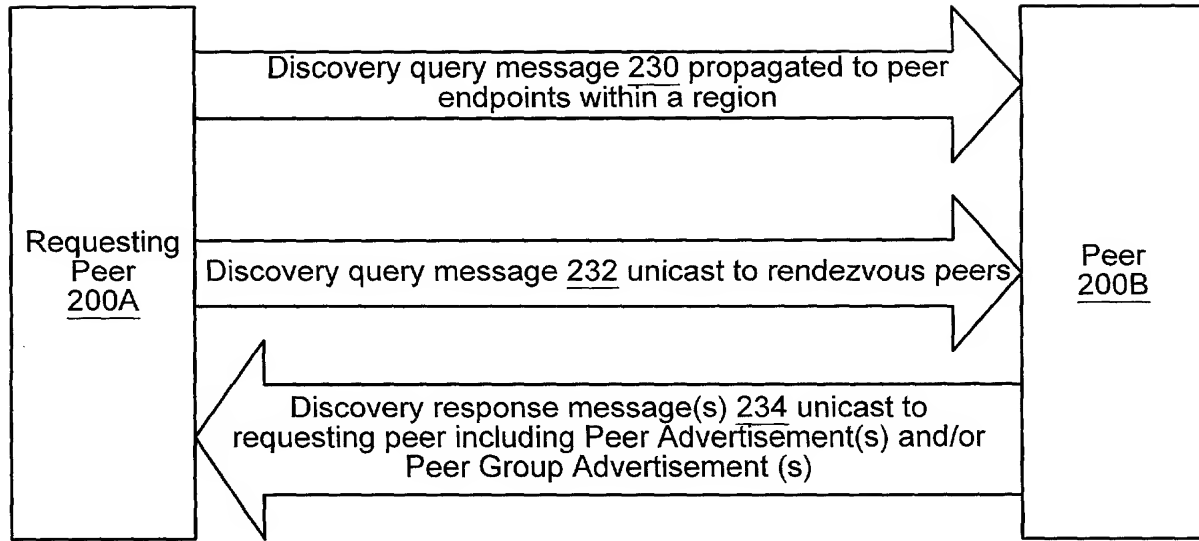 Discovery query message 230 propagated to peer
endpoints within a region
Requesting
Peer
200A
Discovery query message 232 unicast to rendezvous peers
Peer
200B
Discovery response message(s) 234 unicast to
requesting peer including Peer Advertisement(s) and/or
Peer Group Advertisement (s)